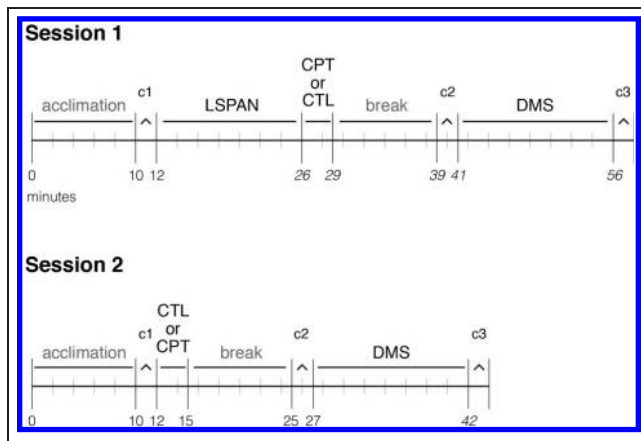 Session 1
CPT
or
CTL
c1 c2 c3
acclimation LSPAN break DMS
^ ^ ^
0 10 12 26 29 39 41 56
minutes
Session 2
CTL
or
CPT
c1 c2 c3
acclimation break DMS
^ ^ ^
0 10 12 15 25 27 42